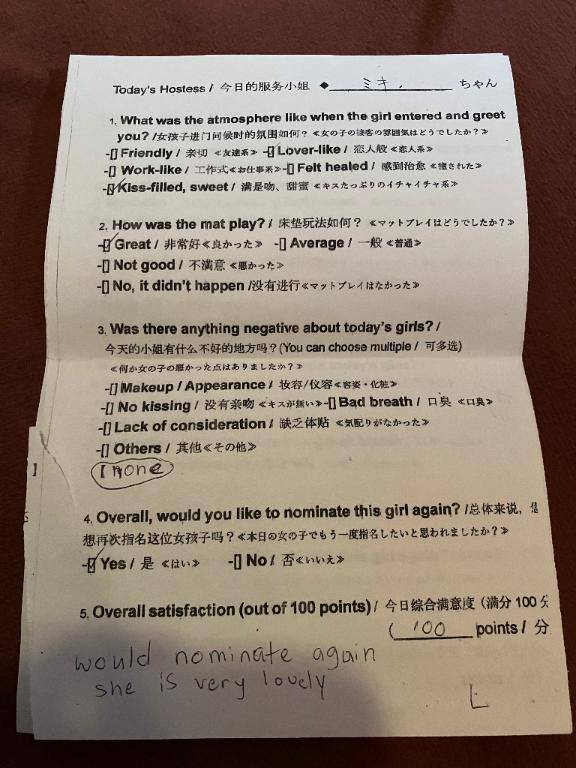 Today's Hostess / 今日的服务小姐 ◆ ミキ. ちゃん
1. What was the atmosphere like when the girl entered and greet
you? /女孩子进门问候时的氛围如何? ≪女の子の接客の雰囲気はどうでしたか?≫
-[] Friendly / 亲切 ≪友達系≫ -[] Lover-like / 恋人般 ≪恋人系≫
-[] Work-like / 工作式 ≪お仕事系≫ -[] Felt healed / 感到治愈 ≪癒された≫
-[✓] Kiss-filled, sweet / 满是吻、甜蜜 ≪キスたっぷりのイチャイチャ系≫
2. How was the mat play? / 床垫玩法如何? ≪マットプレイはどうでしたか?≫
-[✓] Great / 非常好 ≪良かった≫ -[] Average / 一般 ≪普通≫
-[] Not good / 不满意 ≪悪かった≫
-[] No, it didn't happen /没有进行 ≪マットプレイはなかった≫
3. Was there anything negative about today's girls? /
今天的小姐有什么不好的地方吗? (You can choose multiple / 可多选)
≪何か女の子の悪かった点はありましたか?≫
-[] Makeup / Appearance / 妆容/仪容 ≪容姿・化粧≫
-[] No kissing / 没有亲吻 ≪キスが無い≫ -[] Bad breath / 口臭 ≪口臭≫
-[] Lack of consideration / 缺乏体贴 ≪気配りがなかった≫
-[] Others / 其他 ≪その他≫
none
4. Overall, would you like to nominate this girl again? /总体来说,
想再次指名这位女孩子吗? ≪本日の女の子でもう一度指名したいと思われましたか?≫
-[✓] Yes / 是 ≪はい≫ -[] No / 否 ≪いいえ≫
5. Overall satisfaction (out of 100 points) / 今日综合满意度 (满分 100
( 100 points / 分
would nominate again
she is very lovely
L